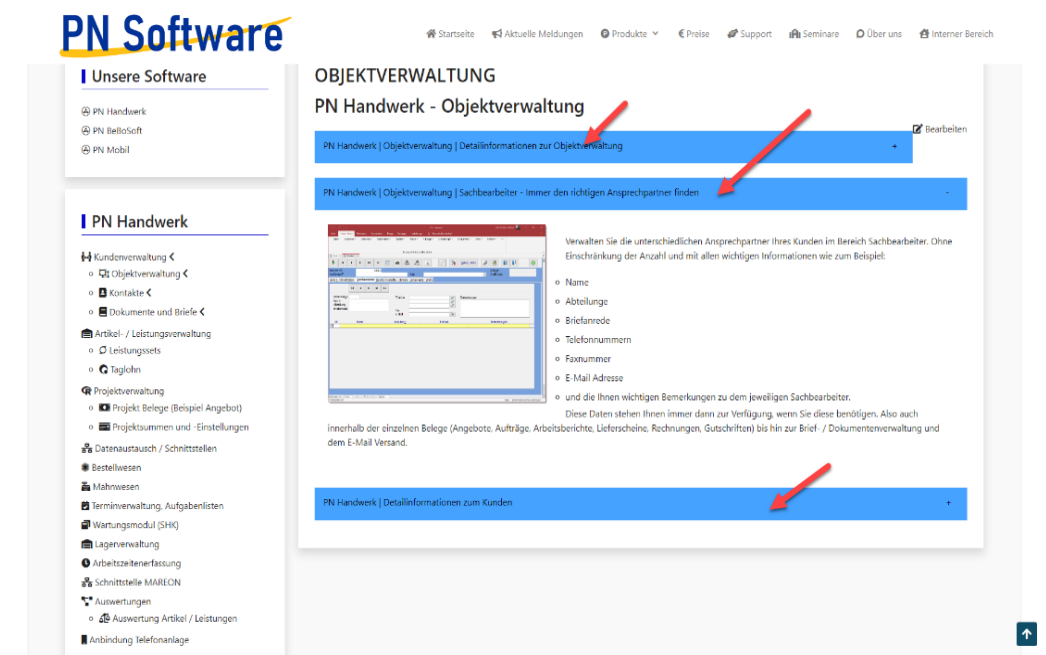 PN Software
Startseite
Aktuelle Meldungen
Produkte
Preise
Support
Seminare
Über uns
Interner Bereich
Unsere Software
PN Handwerk
PN BeBoSoft
PN Mobil
PN Handwerk
Kundenverwaltung
Objektverwaltung
Kontakte
Dokumente und Briefe
Artikel- / Leistungsverwaltung
Leistungssets
Taglohn
Projektverwaltung
Projekt Belege (Beispiel Angebot)
Projektsummen und -Einstellungen
Datenaustausch / Schnittstellen
Bestellwesen
Mahnwesen
Terminverwaltung, Aufgabenlisten
Wartungsmodul (SHK)
Lagerverwaltung
Arbeitszeitenerfassung
Schnittstelle MAREON
Auswertungen
Auswertung Artikel / Leistungen
Anbindung Telefonanlage
OBJEKTVERWALTUNG
PN Handwerk - Objektverwaltung
Bearbeiten
PN Handwerk | Objektverwaltung | Detailinformationen zur Objektverwaltung +
PN Handwerk | Objektverwaltung | Sachbearbeiter - Immer den richtigen Ansprechpartner finden -
Verwalten Sie die unterschiedlichen Ansprechpartner Ihres Kunden im Bereich Sachbearbeiter. Ohne
Einschränkung der Anzahl und mit allen wichtigen Informationen wie zum Beispiel:
Name
Abteilunge
Briefanrede
Telefonnummern
Faxnummer
E-Mail Adresse
und die Ihnen wichtigen Bemerkungen zu dem jeweiligen Sachbearbeiter.
Diese Daten stehen Ihnen immer dann zur Verfügung, wenn Sie diese benötigen. Also auch
innerhalb der einzelnen Belege (Angebote, Aufträge, Arbeitsberichte, Lieferscheine, Rechnungen, Gutschriften) bis hin zur Brief- / Dokumentenverwaltung und
dem E-Mail Versand.
PN Handwerk | Detailinformationen zum Kunden +